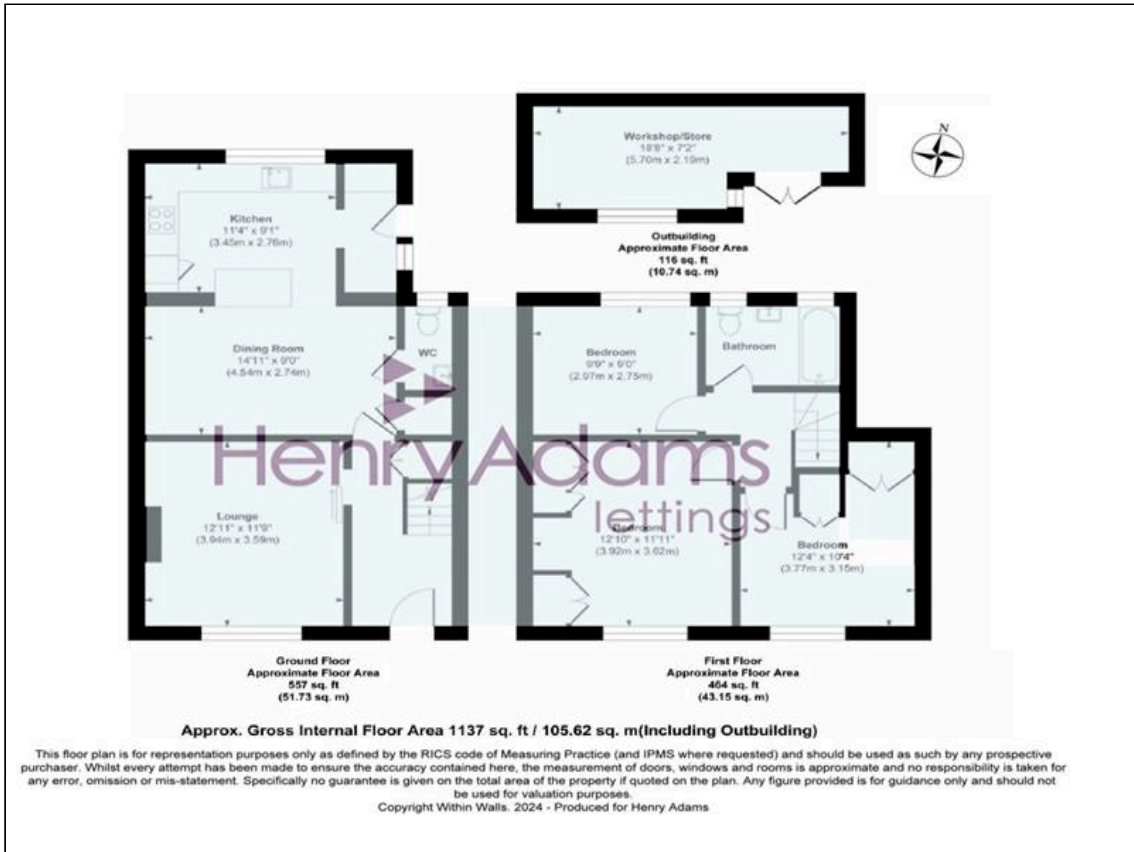 N
Workshop/Store
18'8" x 7'2"
(5.70m x 2.19m)
Outbuilding
Approximate Floor Area
116 sq. ft
(10.74 sq. m)
Kitchen
11'4" x 9'1"
(3.45m x 2.76m)
Dining Room
14'11" x 9'0"
(4.54m x 2.74m)
WC
Bedroom
9'9" x 9'0"
(2.97m x 2.75m)
Bathroom
Henry Adams
lettings
Lounge
12'11" x 11'9"
(3.94m x 3.59m)
Bedroom
12'10" x 11'11"
(3.92m x 3.62m)
Bedroom
12'4" x 10'4"
(3.77m x 3.15m)
Ground Floor
Approximate Floor Area
557 sq. ft
(51.73 sq. m)
First Floor
Approximate Floor Area
464 sq. ft
(43.15 sq. m)
Approx. Gross Internal Floor Area 1137 sq. ft / 105.62 sq. m(Including Outbuilding)
This floor plan is for representation purposes only as defined by the RICS code of Measuring Practice (and IPMS where requested) and should be used as such by any prospective
purchaser. Whilst every attempt has been made to ensure the accuracy contained here, the measurement of doors, windows and rooms is approximate and no responsibility is taken for
any error, omission or mis-statement. Specifically no guarantee is given on the total area of the property if quoted on the plan. Any figure provided is for guidance only and should not
be used for valuation purposes.
Copyright Within Walls. 2024 - Produced for Henry Adams